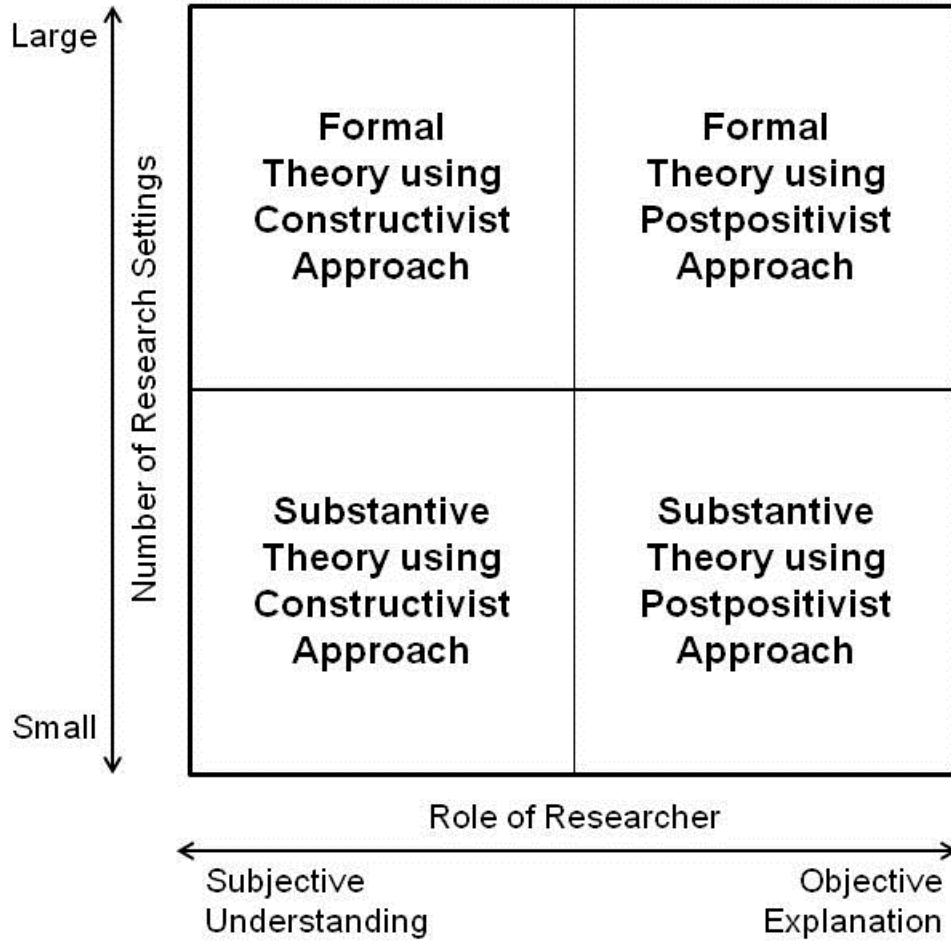 Large
Number of Research Settings
Small
Formal
Theory using
Constructivist
Approach
Formal
Theory using
Postpositivist
Approach
Substantive
Theory using
Constructivist
Approach
Substantive
Theory using
Postpositivist
Approach
Role of Researcher
Subjective
Understanding
Objective
Explanation